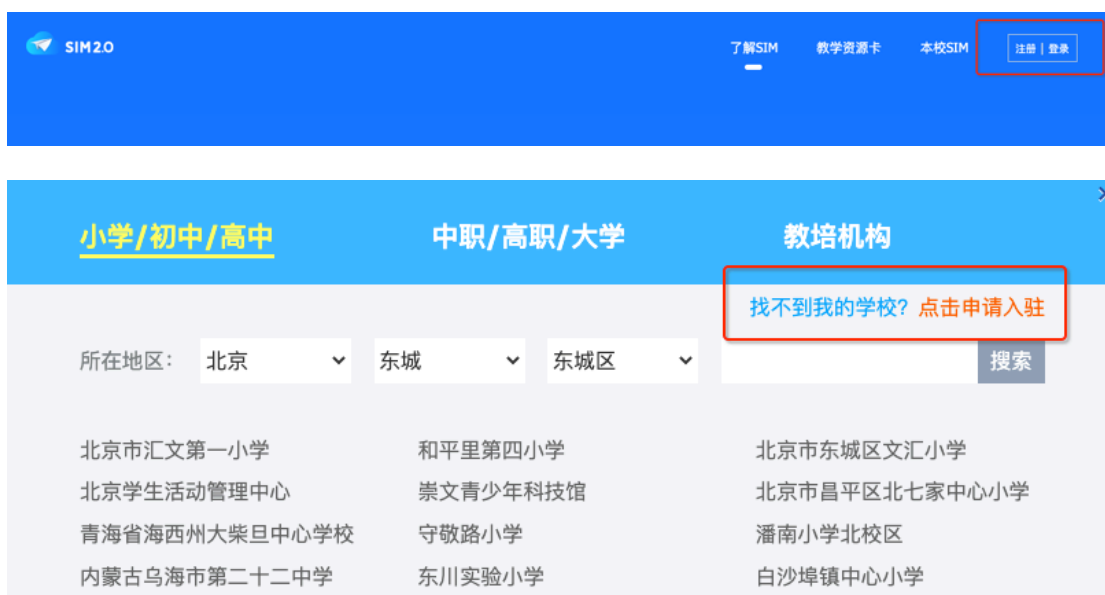 SIM2.0 了解SIM 教学资源卡 本校SIM 注册 | 登录
小学/初中/高中 中职/高职/大学 教培机构
找不到我的学校? 点击申请入驻
所在地区: 北京 东城 东城区 搜索
北京市汇文第一小学 和平里第四小学 北京市东城区文汇小学
北京学生活动管理中心 崇文青少年科技馆 北京市昌平区北七家中心小学
青海省海西州大柴旦中心学校 守敬路小学 潘南小学北校区
内蒙古乌海市第二十二中学 东川实验小学 白沙埠镇中心小学